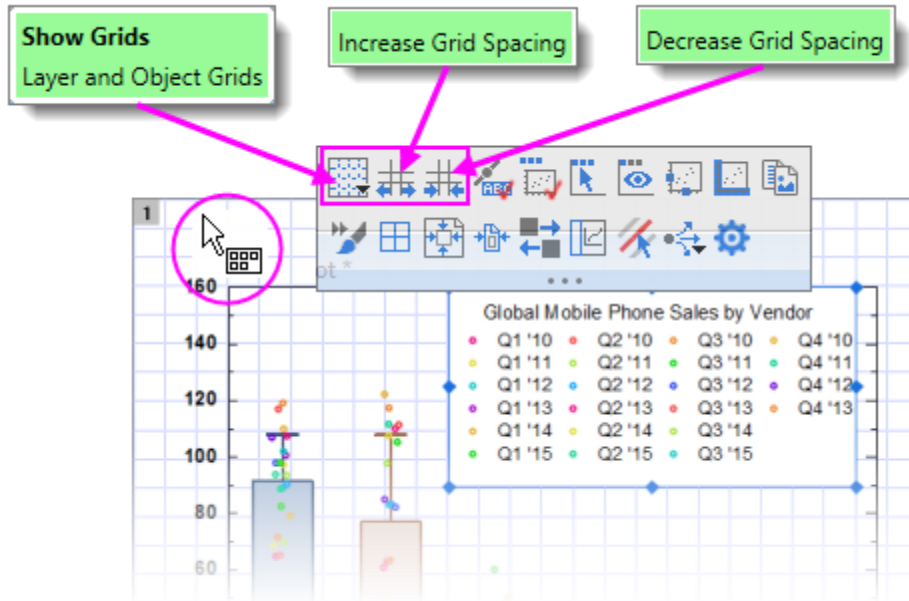 Show Grids
Layer and Object Grids
Increase Grid Spacing
Decrease Grid Spacing
ABC
1
ot *
160
140
120
100
80
60
Global Mobile Phone Sales by Vendor
Q1 '10 Q2 '10 Q3 '10 Q4 '10
Q1 '11 Q2 '11 Q3 '11 Q4 '11
Q1 '12 Q2 '12 Q3 '12 Q4 '12
Q1 '13 Q2 '13 Q3 '13 Q4 '13
Q1 '14 Q2 '14 Q3 '14
Q1 '15 Q2 '15 Q3 '15